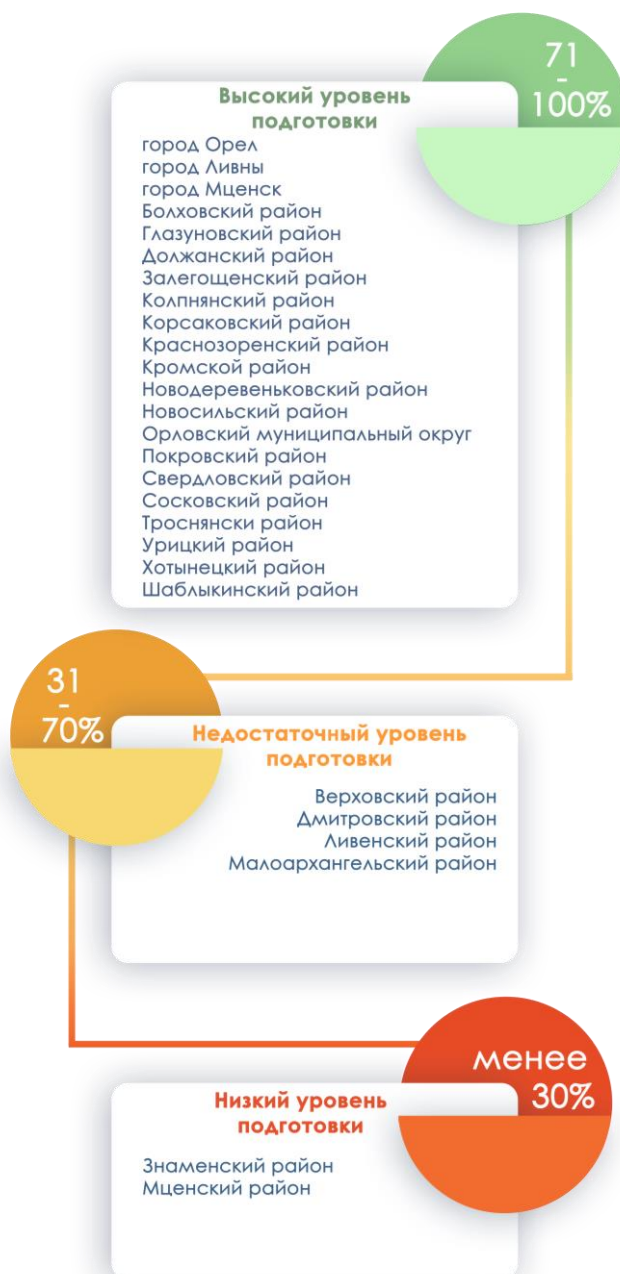 71
-
100%
Высокий уровень
подготовки
город Орел
город Ливны
город Мценск
Болховский район
Глазуновский район
Должанский район
Залегощенский район
Колпнянский район
Корсаковский район
Краснозоренский район
Кромской район
Новодеревеньковский район
Новосильский район
Орловский муниципальный округ
Покровский район
Свердловский район
Сосковский район
Троснянски район
Урицкий район
Хотынецкий район
Шаблыкинский район
31
-
70%
Недостаточный уровень
подготовки
Верховский район
Дмитровский район
Ливенский район
Малоархангельский район
менее
30%
Низкий уровень
подготовки
Знаменский район
Мценский район